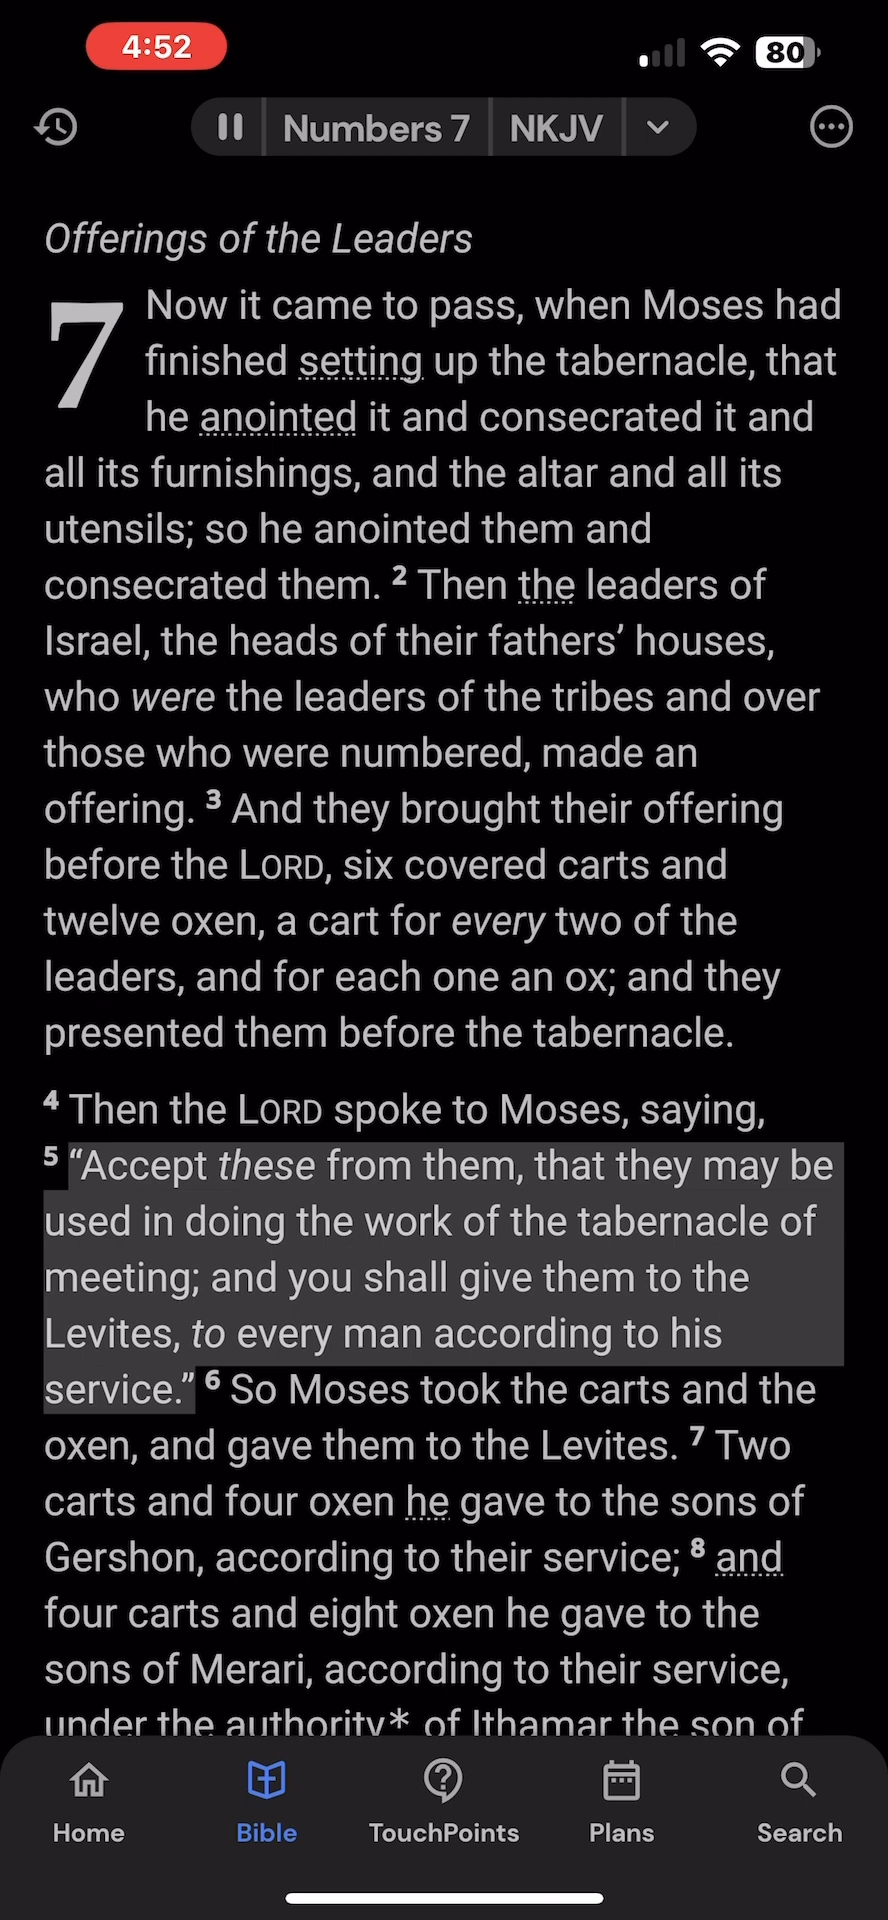 4:52
80
Numbers 7
NKJV
Offerings of the Leaders
7 Now it came to pass, when Moses had
finished setting up the tabernacle, that
he anointed it and consecrated it and
all its furnishings, and the altar and all its
utensils; so he anointed them and
consecrated them. 2 Then the leaders of
Israel, the heads of their fathers’ houses,
who were the leaders of the tribes and over
those who were numbered, made an
offering. 3 And they brought their offering
before the LORD, six covered carts and
twelve oxen, a cart for every two of the
leaders, and for each one an ox; and they
presented them before the tabernacle.
4 Then the LORD spoke to Moses, saying,
5 “Accept these from them, that they may be
used in doing the work of the tabernacle of
meeting; and you shall give them to the
Levites, to every man according to his
service.” 6 So Moses took the carts and the
oxen, and gave them to the Levites. 7 Two
carts and four oxen he gave to the sons of
Gershon, according to their service; 8 and
four carts and eight oxen he gave to the
sons of Merari, according to their service,
under the authority* of Ithamar the son of
Home
Bible
TouchPoints
Plans
Search